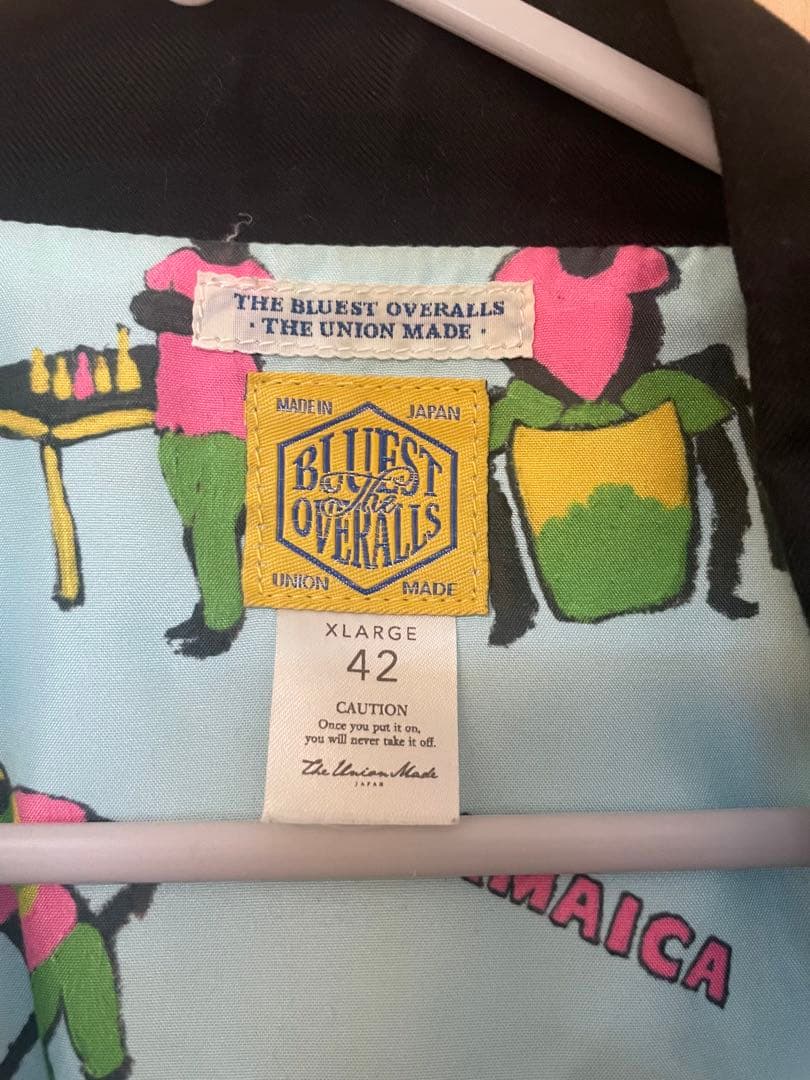 THE BLUEST OVERALLS
· THE UNION MADE ·
MADE IN JAPAN
BLUEST
The
OVERALLS
UNION MADE
XLARGE
42
CAUTION
Once you put it on,
you will never take it off.
The Union Made
JAPAN
AMAICA